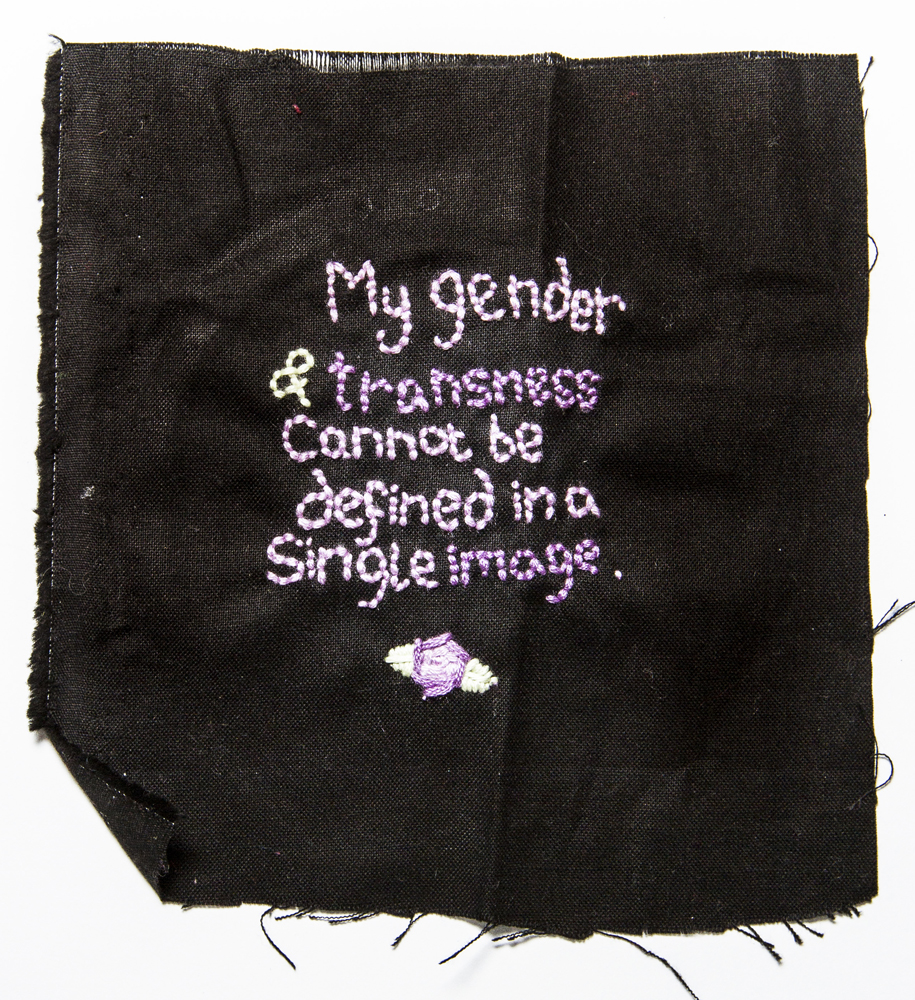 My gender
& transness
Cannot be
defined in a
Single image.